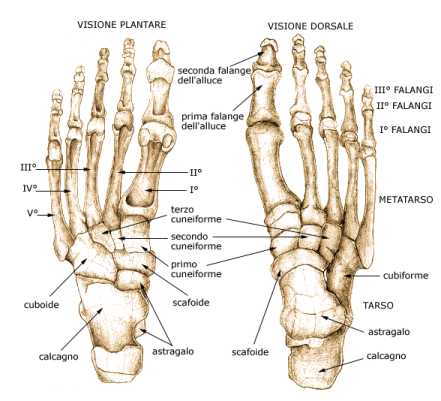 VISIONE PLANTARE
VISIONE DORSALE
seconda falange
dell'alluce
prima falange
dell'alluce
III° FALANGI
II° FALANGI
I° FALANGI
III°
II°
IV°
I°
V°
METATARSO
terzo
cuneiforme
secondo
cuneiforme
primo
cuneiforme
cubiforme
cuboide
scafoide
TARSO
astragalo
calcagno
astragalo
scafoide
calcagno